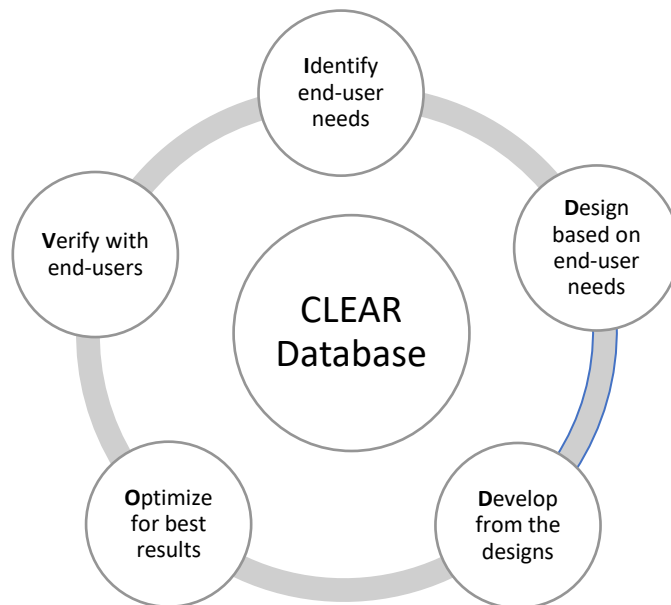 Identify
end-user
needs
Design
based on
end-user
needs
Develop
from the
designs
Optimize
for best
results
Verify with
end-users
CLEAR
Database